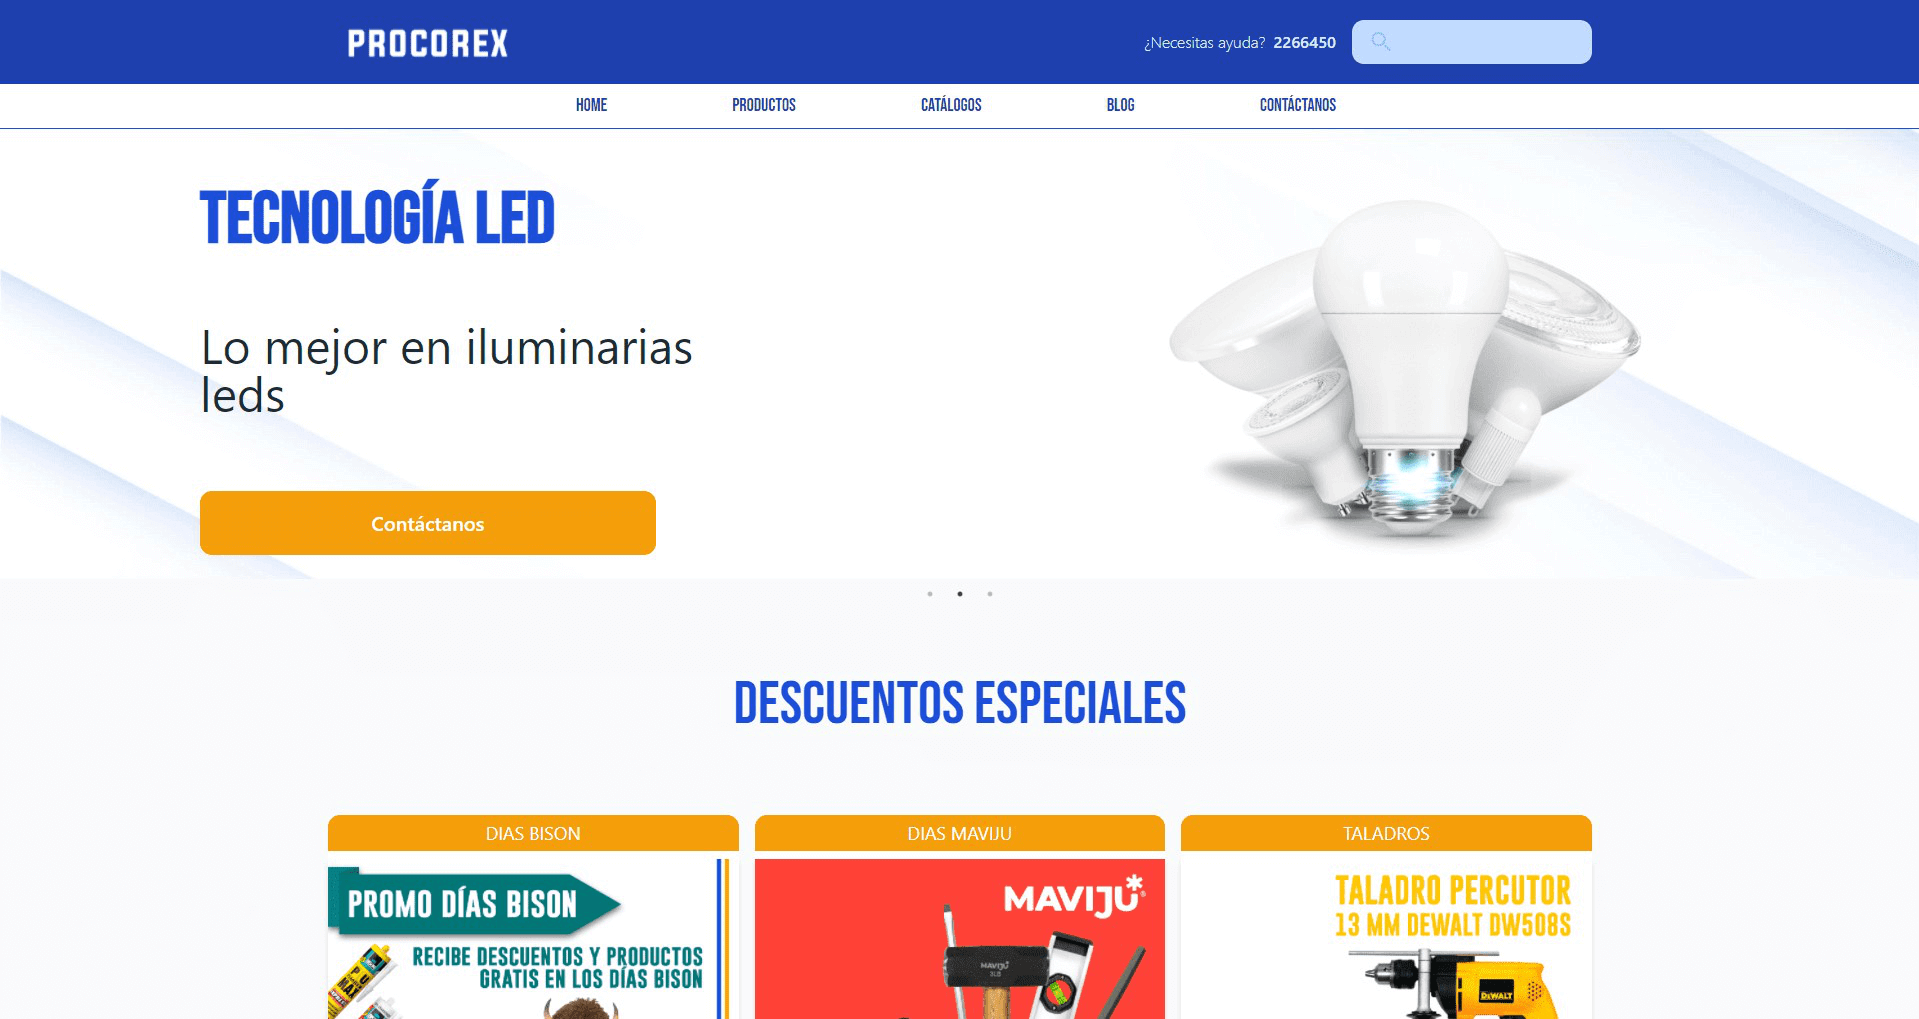 PROCOREX
¿Necesitas ayuda? 2266450
HOME PRODUCTOS CATÁLOGOS BLOG CONTÁCTANOS
TECNOLOGÍA LED
Lo mejor en iluminarias
leds
Contáctanos
DESCUENTOS ESPECIALES
DIAS BISON
PROMO DÍAS BISON
RECIBE DESCUENTOS Y PRODUCTOS
GRATIS EN LOS DÍAS BISON
DIAS MAVIJU
MAVIJU
MAVIJU
TALADROS
TALADRO PERCUTOR
13 MM DEWALT DW508S
DEWALT